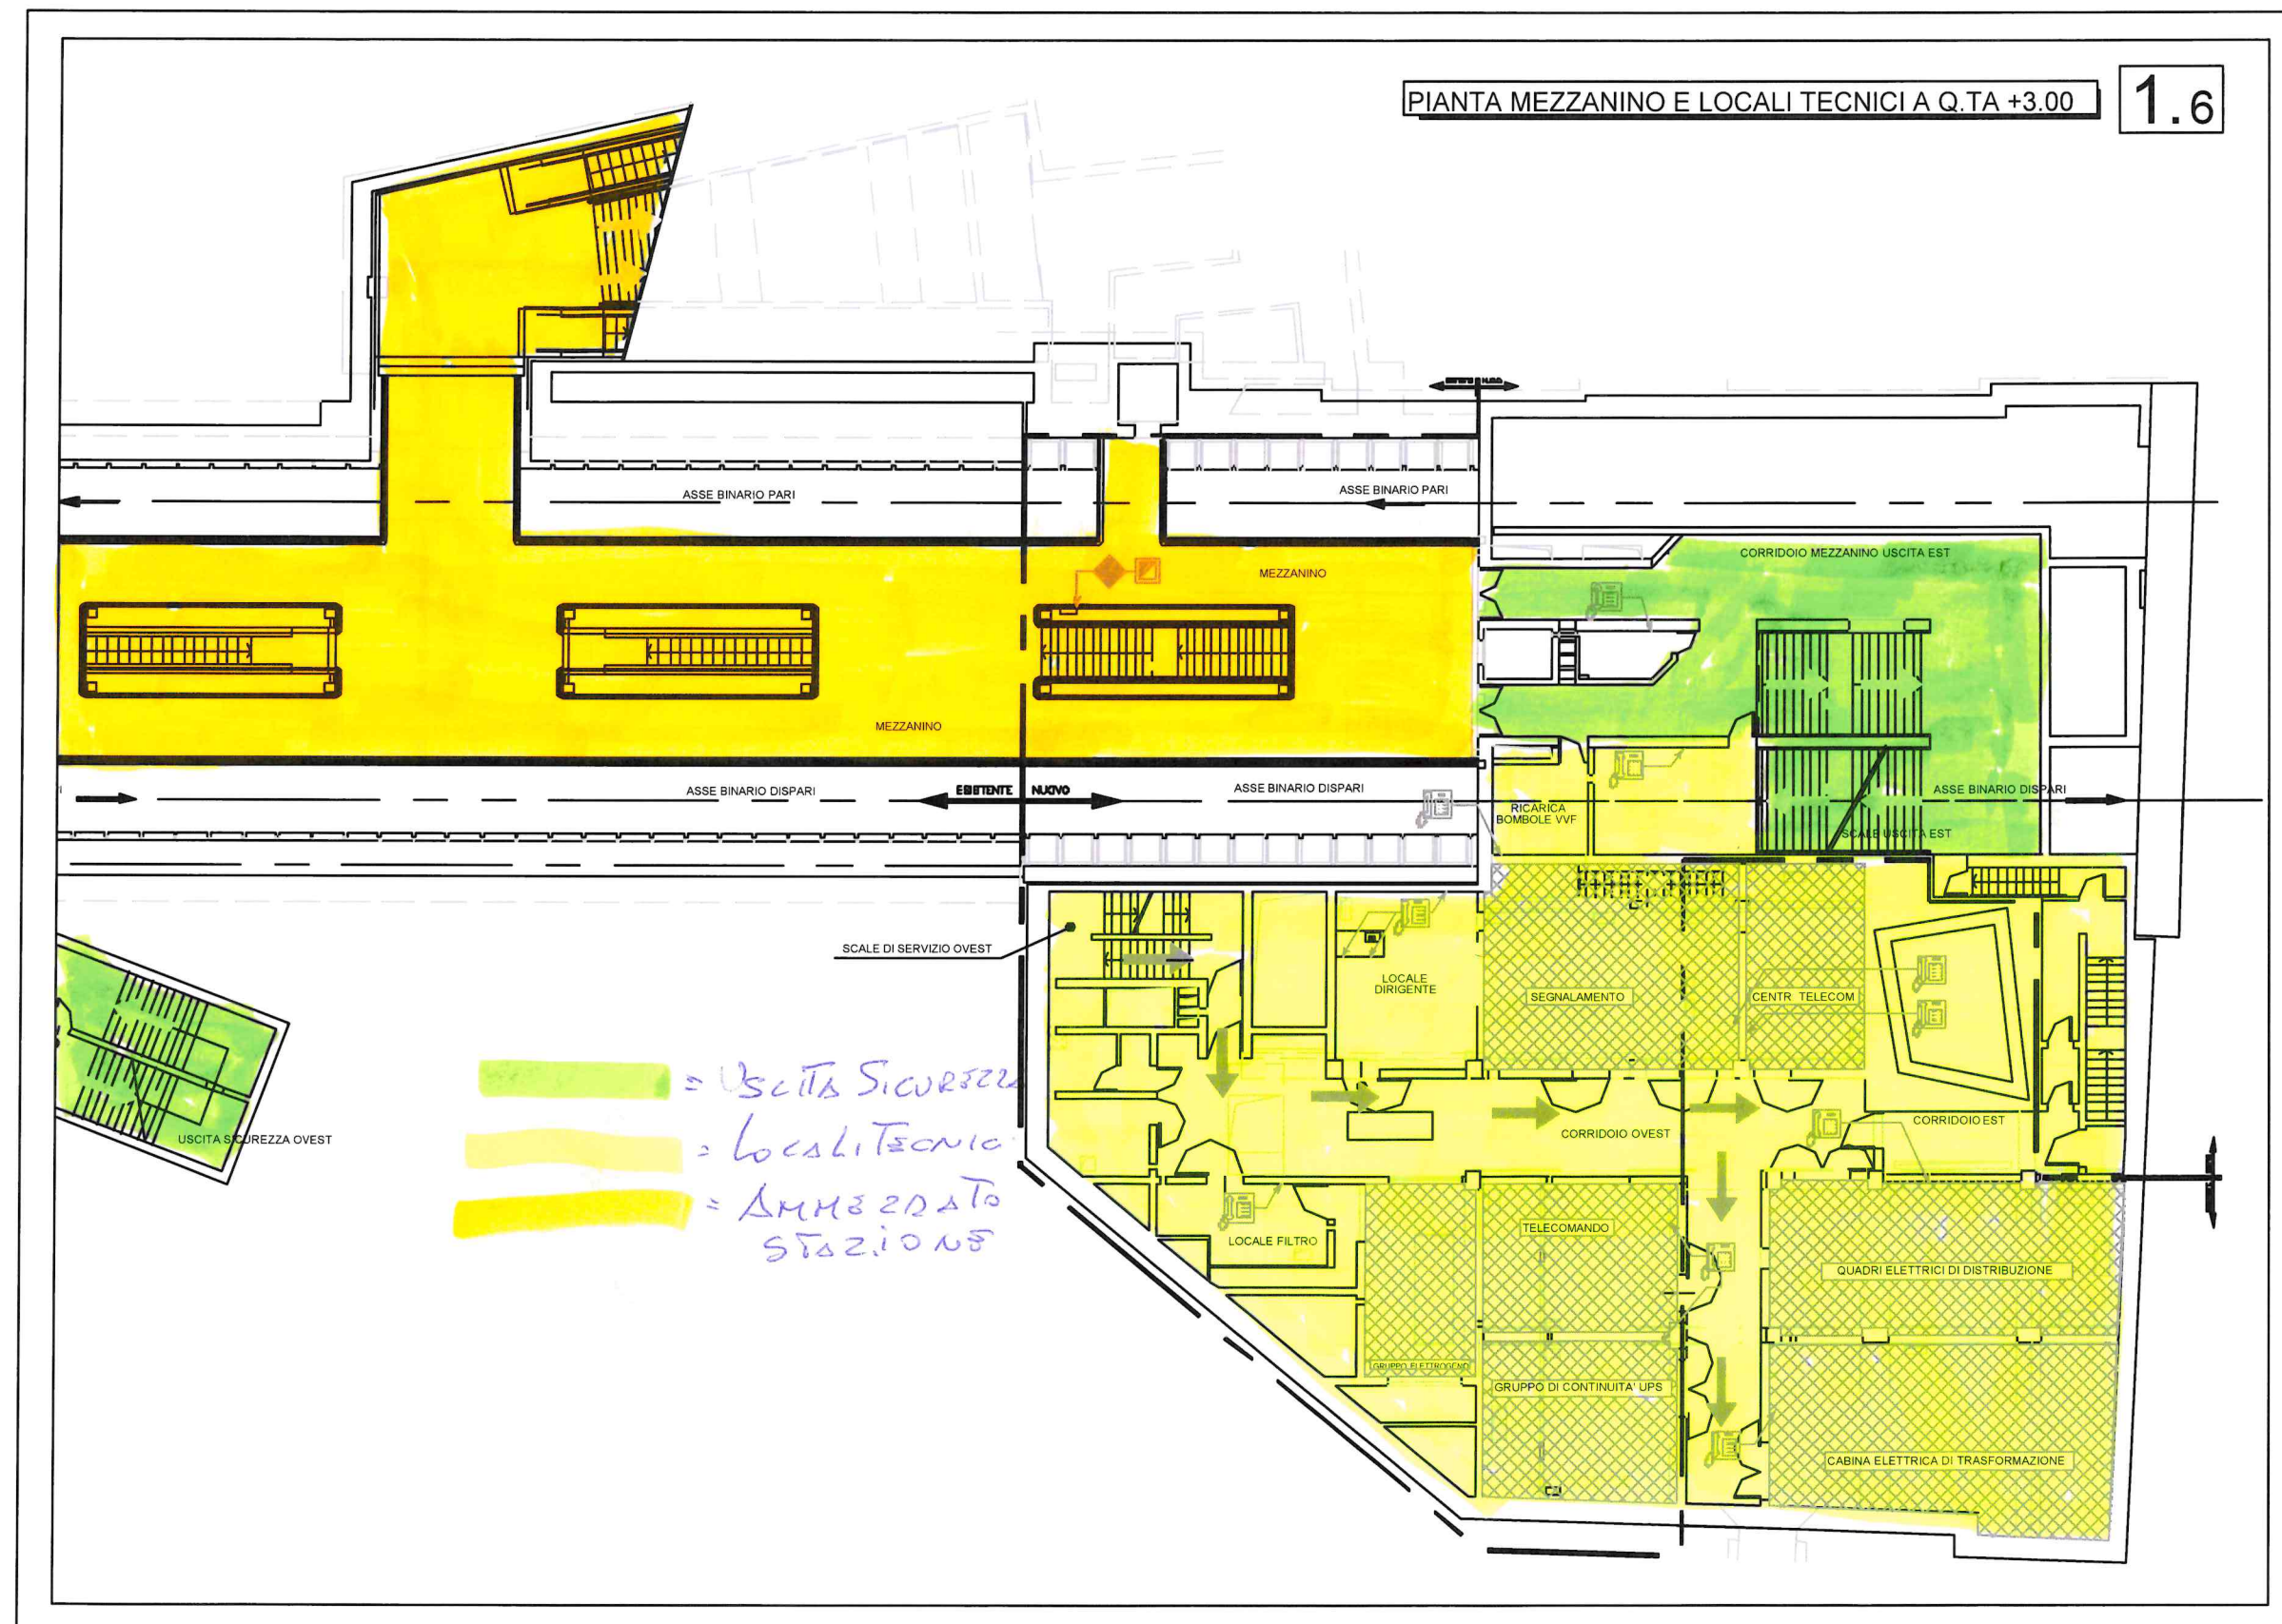 PIANTA MEZZANINO E LOCALI TECNICI A Q.TA +3.00
1.6
ASSE BINARIO PARI
ASSE BINARIO PARI
CORRIDOIO MEZZANINO USCITA EST
MEZZANINO
MEZZANINO
ASSE BINARIO DISPARI
ESISTENTE NUOVO
ASSE BINARIO DISPARI
ASSE BINARIO DISPARI
RICARICA
BOMBOLE VVF
SCALE USCITA EST
SCALE DI SERVIZIO OVEST
LOCALE
DIRIGENTE
SEGNALAMENTO
CENTR TELECOM
= USCITA SICUREZZA
USCITA SICUREZZA OVEST
= LOCALI TECNIC
CORRIDOIO OVEST
CORRIDOIO EST
= AMMEZZATO
STAZIONE
LOCALE FILTRO
TELECOMANDO
QUADRI ELETTRICI DI DISTRIBUZIONE
GRUPPO ELETTROGENO
GRUPPO DI CONTINUITA' UPS
CABINA ELETTRICA DI TRASFORMAZIONE